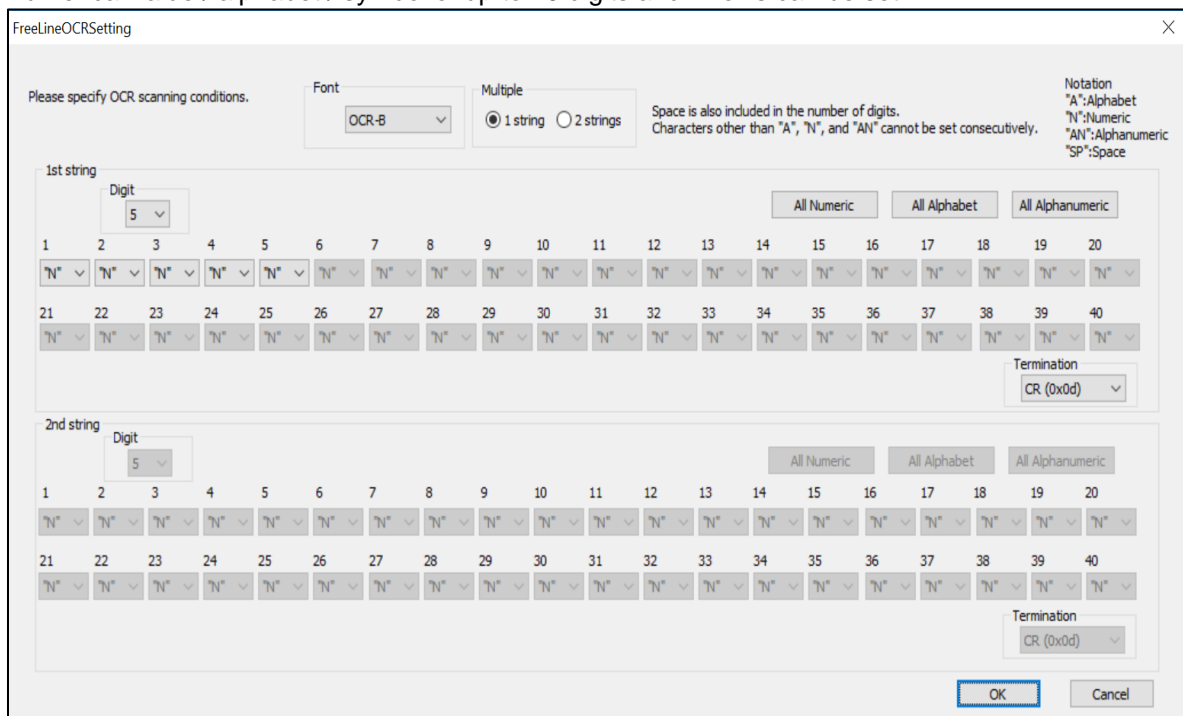 FreeLineOCRSetting
Please specify OCR scanning conditions.
Font
OCR-B
Multiple
1 string 2 strings
Space is also included in the number of digits.
Characters other than "A", "N", and "AN" cannot be set consecutively.
Notation
"A":Alphabet
"N":Numeric
"AN":Alphanumeric
"SP":Space
1st string
Digit
5
All Numeric All Alphabet All Alphanumeric
1 2 3 4 5 6 7 8 9 10 11 12 13 14 15 16 17 18 19 20
"N" "N" "N" "N" "N" "N" "N" "N" "N" "N" "N" "N" "N" "N" "N" "N" "N" "N" "N" "N"
21 22 23 24 25 26 27 28 29 30 31 32 33 34 35 36 37 38 39 40
"N" "N" "N" "N" "N" "N" "N" "N" "N" "N" "N" "N" "N" "N" "N" "N" "N" "N" "N" "N"
Termination
CR (0x0d)
2nd string
Digit
5
All Numeric All Alphabet All Alphanumeric
1 2 3 4 5 6 7 8 9 10 11 12 13 14 15 16 17 18 19 20
"N" "N" "N" "N" "N" "N" "N" "N" "N" "N" "N" "N" "N" "N" "N" "N" "N" "N" "N" "N"
21 22 23 24 25 26 27 28 29 30 31 32 33 34 35 36 37 38 39 40
"N" "N" "N" "N" "N" "N" "N" "N" "N" "N" "N" "N" "N" "N" "N" "N" "N" "N" "N" "N"
Termination
CR (0x0d)
OK Cancel